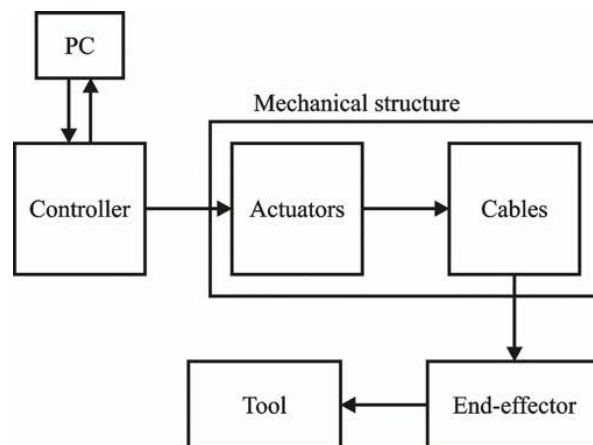 PC
Mechanical structure
Controller
Actuators
Cables
Tool
End-effector